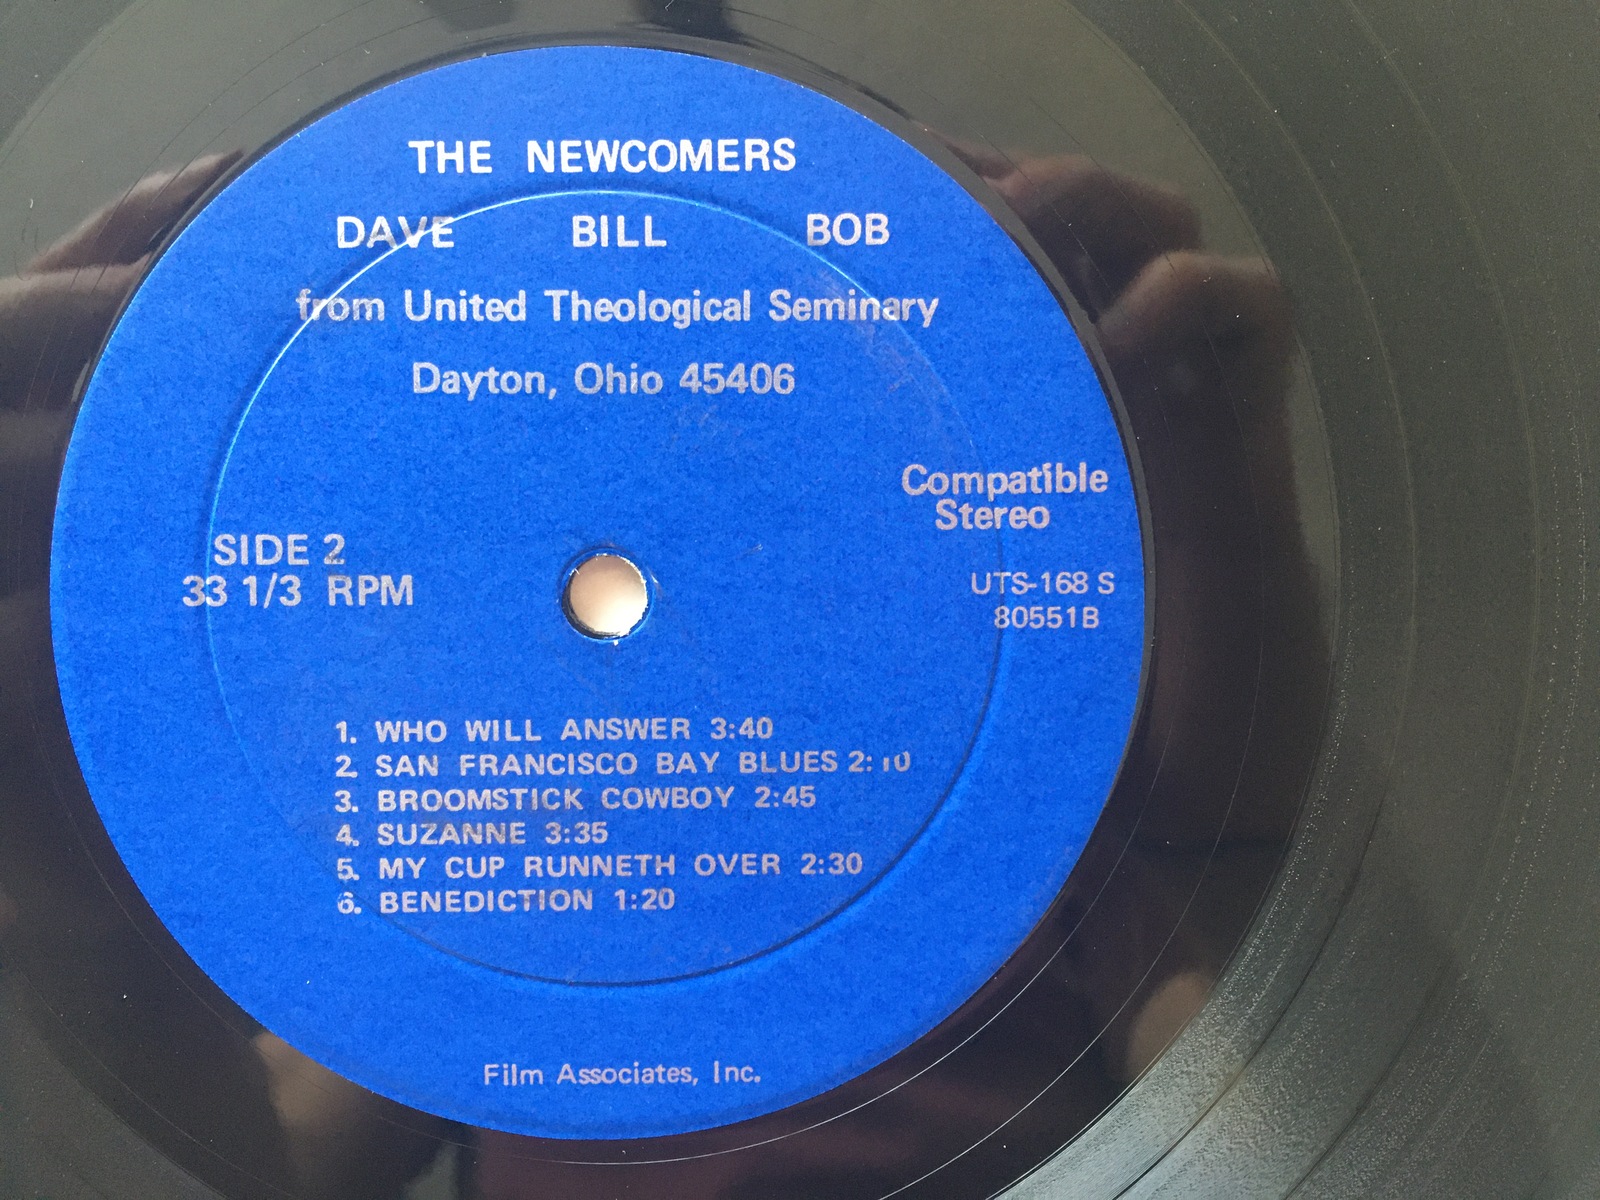 THE NEWCOMERS
DAVE BILL BOB
from United Theological Seminary
Dayton, Ohio 45406
Compatible
Stereo
SIDE 2
33 1/3 RPM
UTS-168 S
80551B
1. WHO WILL ANSWER 3:40
2. SAN FRANCISCO BAY BLUES 2:10
3. BROOMSTICK COWBOY 2:45
4. SUZANNE 3:35
5. MY CUP RUNNETH OVER 2:30
6. BENEDICTION 1:20
Film Associates, Inc.